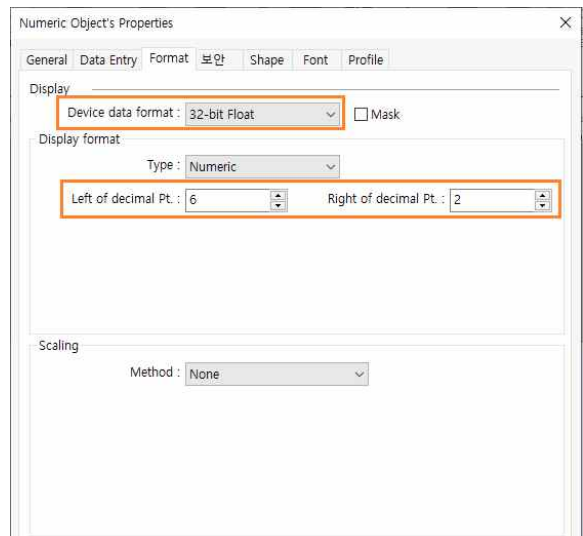 Numeric Object's Properties
General Data Entry Format 보안 Shape Font Profile
Display
Device data format : 32-bit Float Mask
Display format
Type : Numeric
Left of decimal Pt. : 6 Right of decimal Pt. : 2
Scaling
Method : None